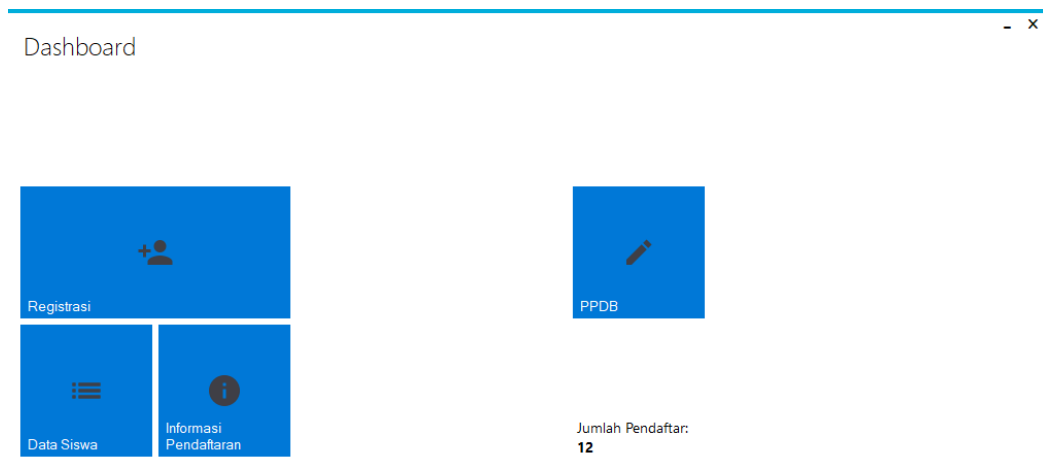 Dashboard
Registrasi
PPDB
Data Siswa
Informasi
Pendaftaran
Jumlah Pendaftar:
12